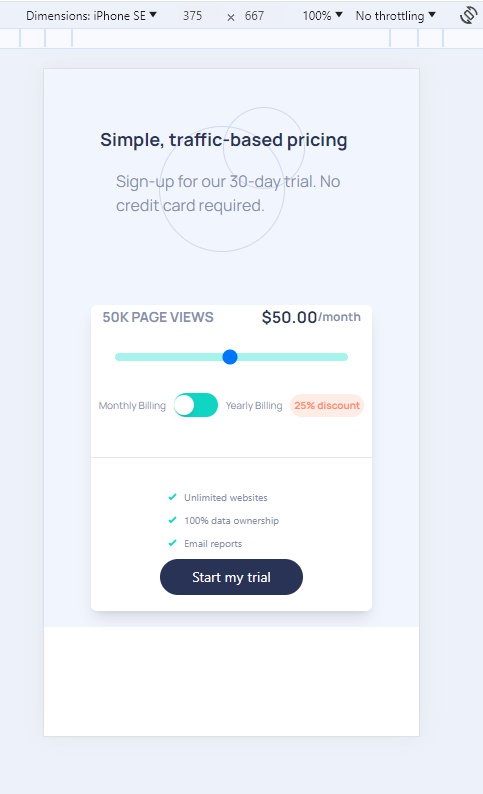 Dimensions: iPhone SE 375 × 667 100% No throttling
Simple, traffic-based pricing
Sign-up for our 30-day trial. No
credit card required.
50K PAGE VIEWS $50.00/month
Monthly Billing Yearly Billing 25% discount
Unlimited websites
100% data ownership
Email reports
Start my trial